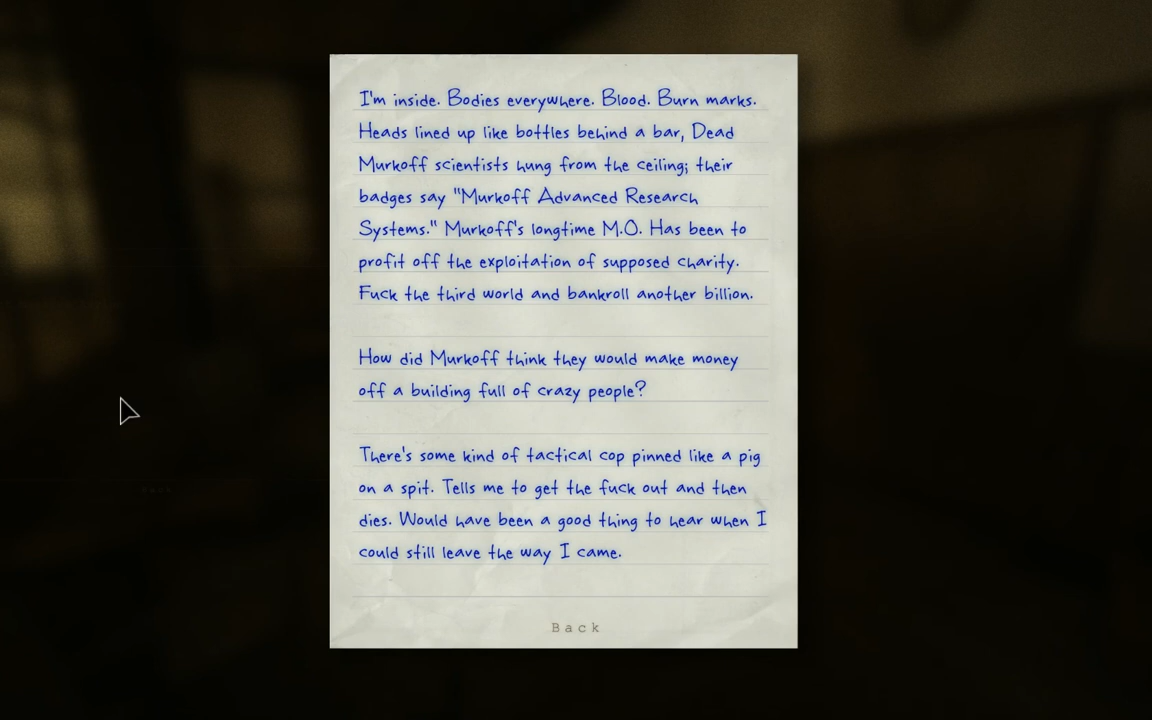 I'm inside. Bodies everywhere. Blood. Burn marks.
Heads lined up like bottles behind a bar, Dead
Murkoff scientists hung from the ceiling; their
badges say "Murkoff Advanced Research
Systems." Murkoff's longtime M.O. Has been to
profit off the exploitation of supposed charity.
Fuck the third world and bankroll another billion.
How did Murkoff think they would make money
off a building full of crazy people?
There's some kind of tactical cop pinned like a pig
on a spit. Tells me to get the fuck out and then
dies. Would have been a good thing to hear when I
could still leave the way I came.
Back